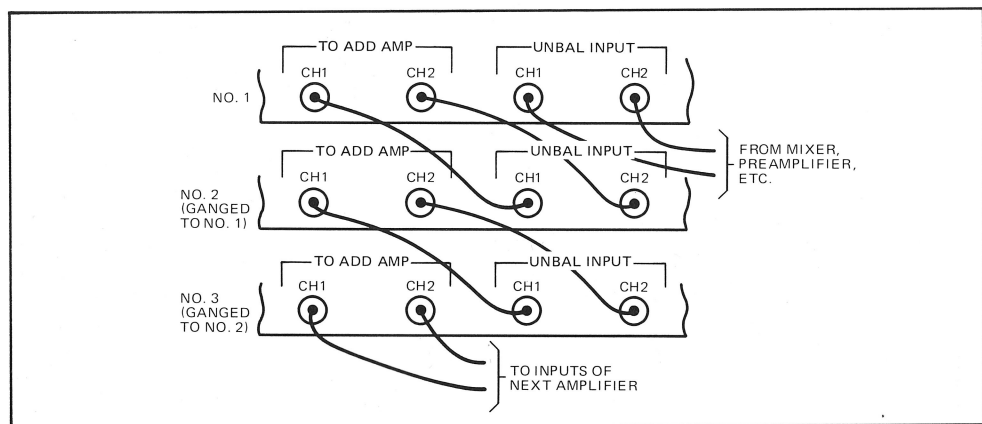 TO ADD AMP
UNBAL INPUT
CH1
CH2
CH1
CH2
NO. 1
FROM MIXER,
PREAMPLIFIER,
ETC.
TO ADD AMP
UNBAL INPUT
CH1
CH2
CH1
CH2
NO. 2
(GANGED
TO NO. 1)
TO ADD AMP
UNBAL INPUT
CH1
CH2
CH1
CH2
NO. 3
(GANGED
TO NO. 2)
TO INPUTS OF
NEXT AMPLIFIER